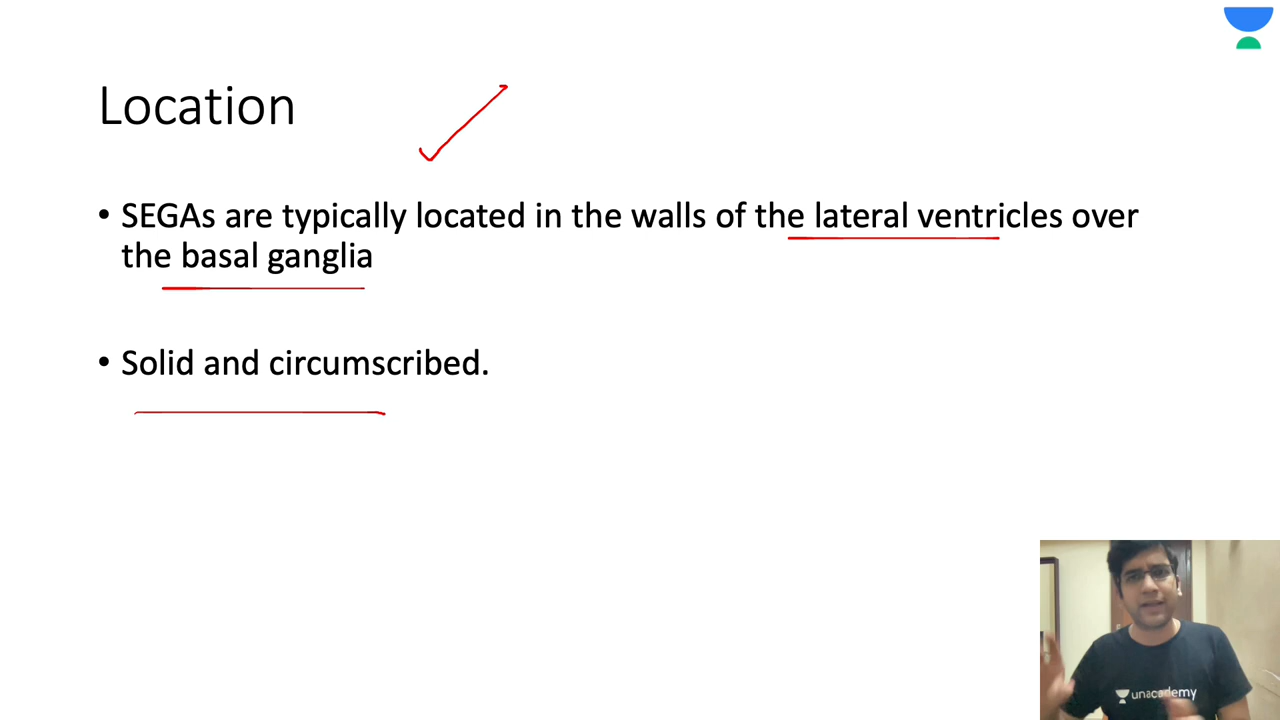 Location
• SEGAs are typically located in the walls of the lateral ventricles over
the basal ganglia
• Solid and circumscribed.
unacademy